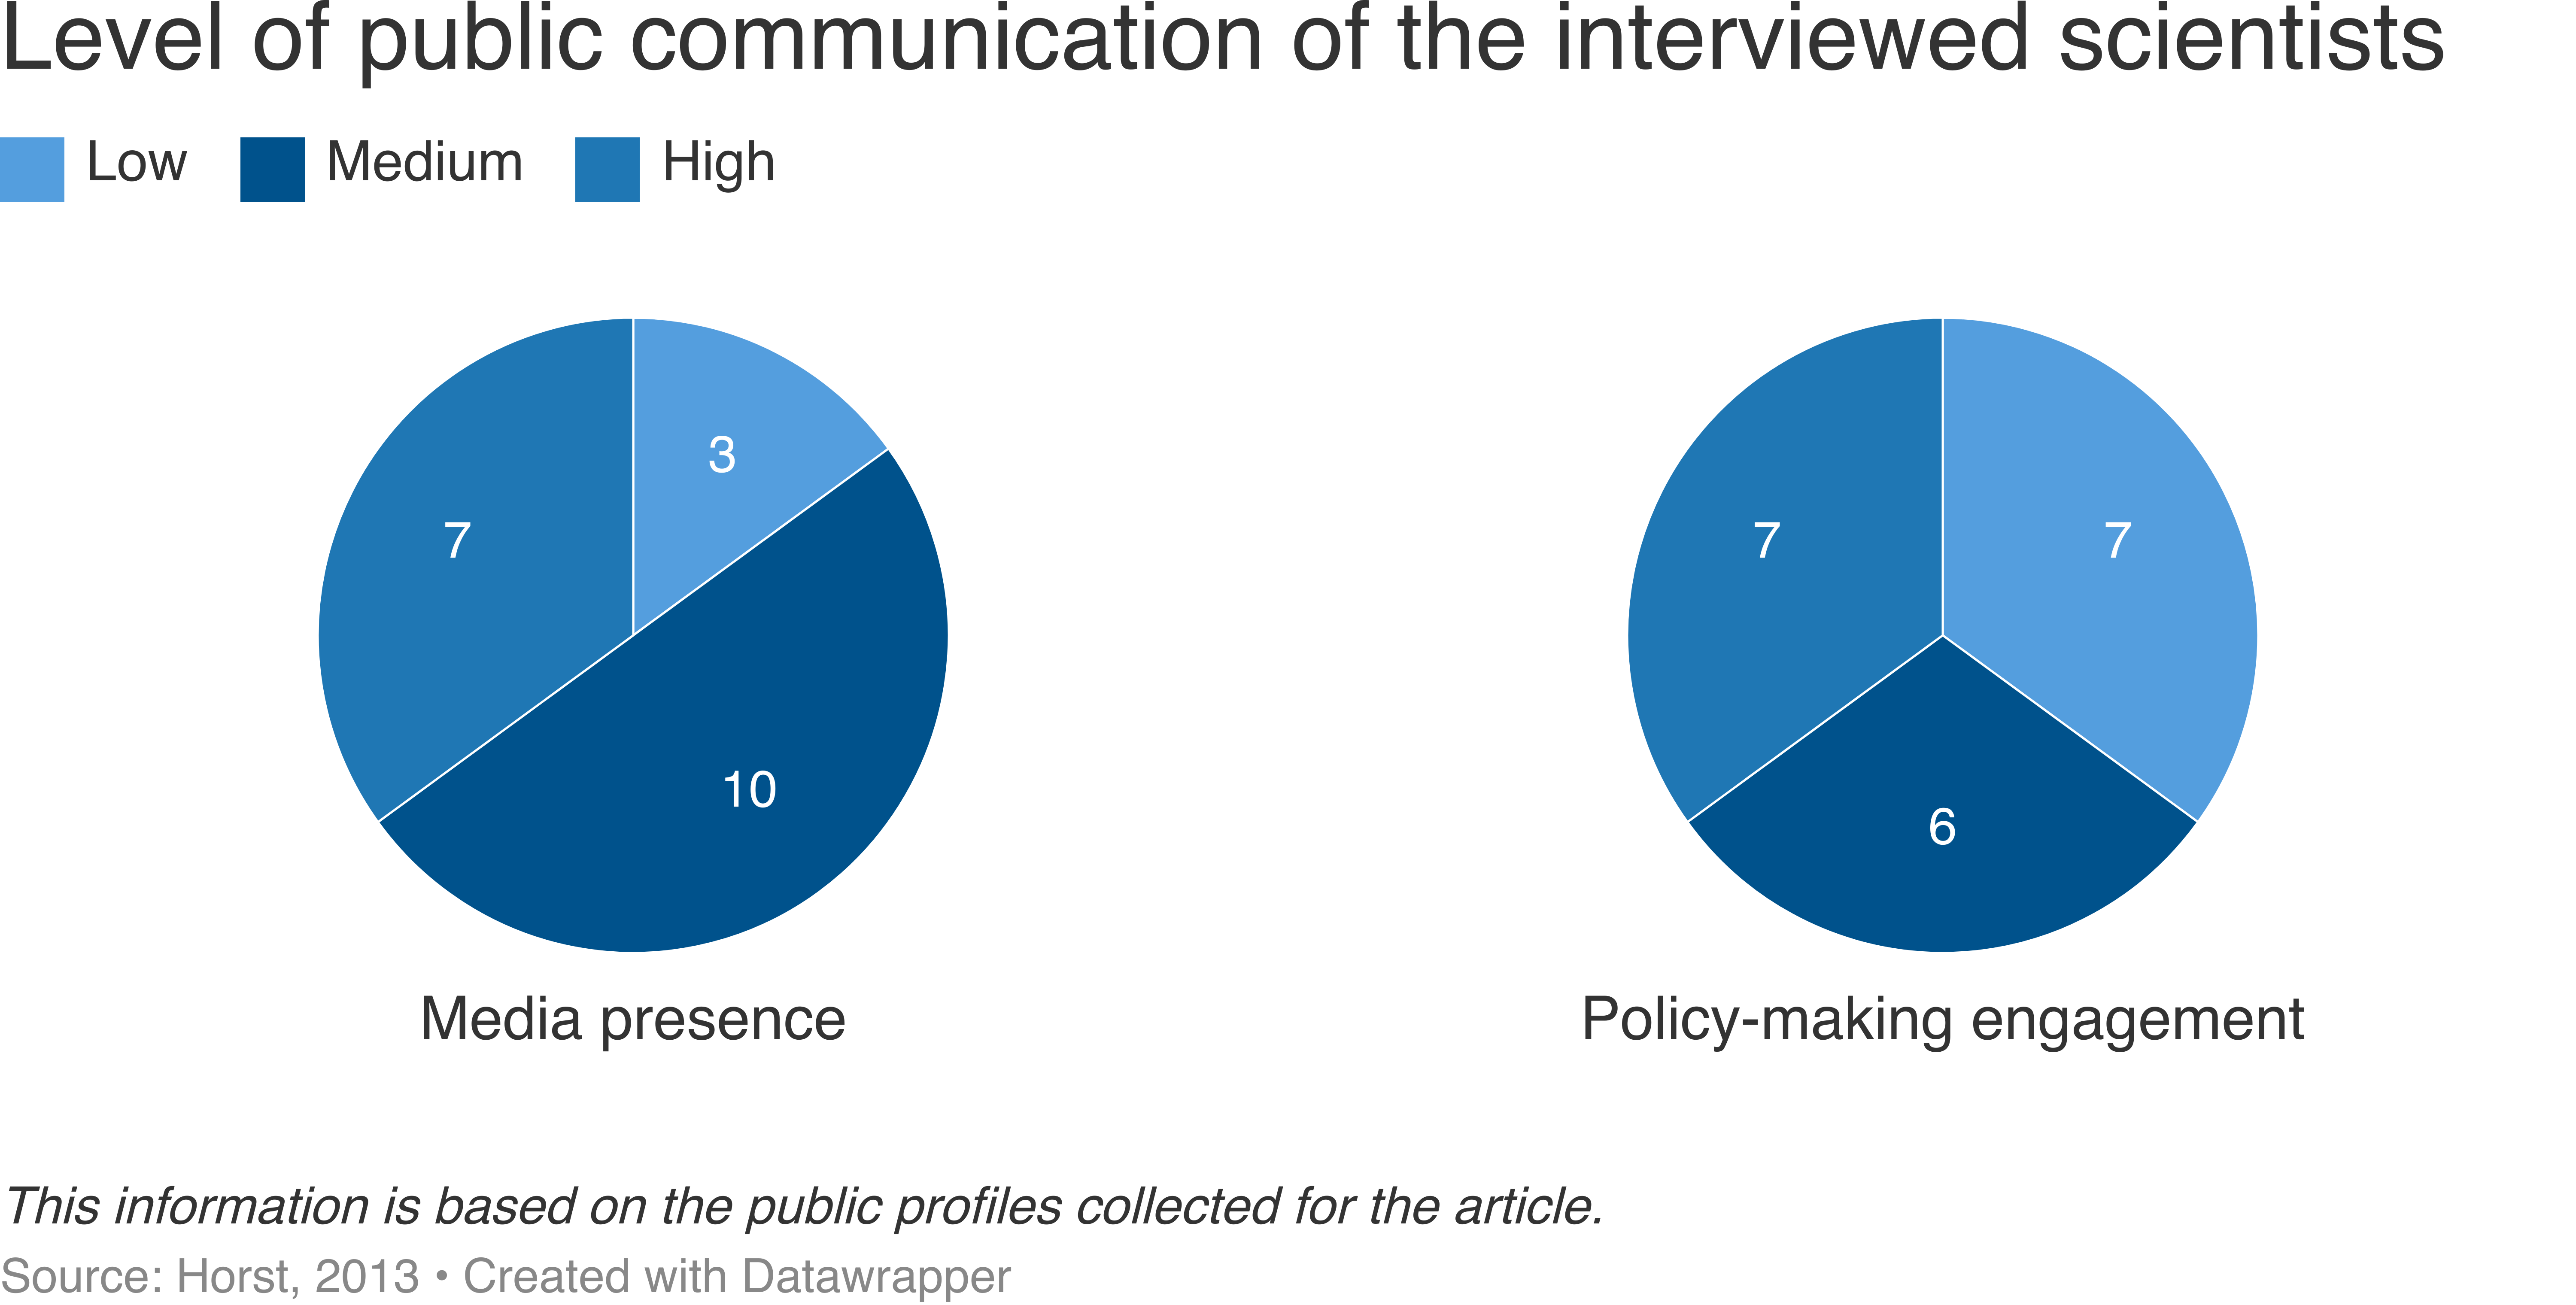 Level of public communication of the interviewed scientists
Low Medium High
3
7
10
7
7
6
Media presence
Policy-making engagement
This information is based on the public profiles collected for the article.
Source: Horst, 2013 • Created with Datawrapper